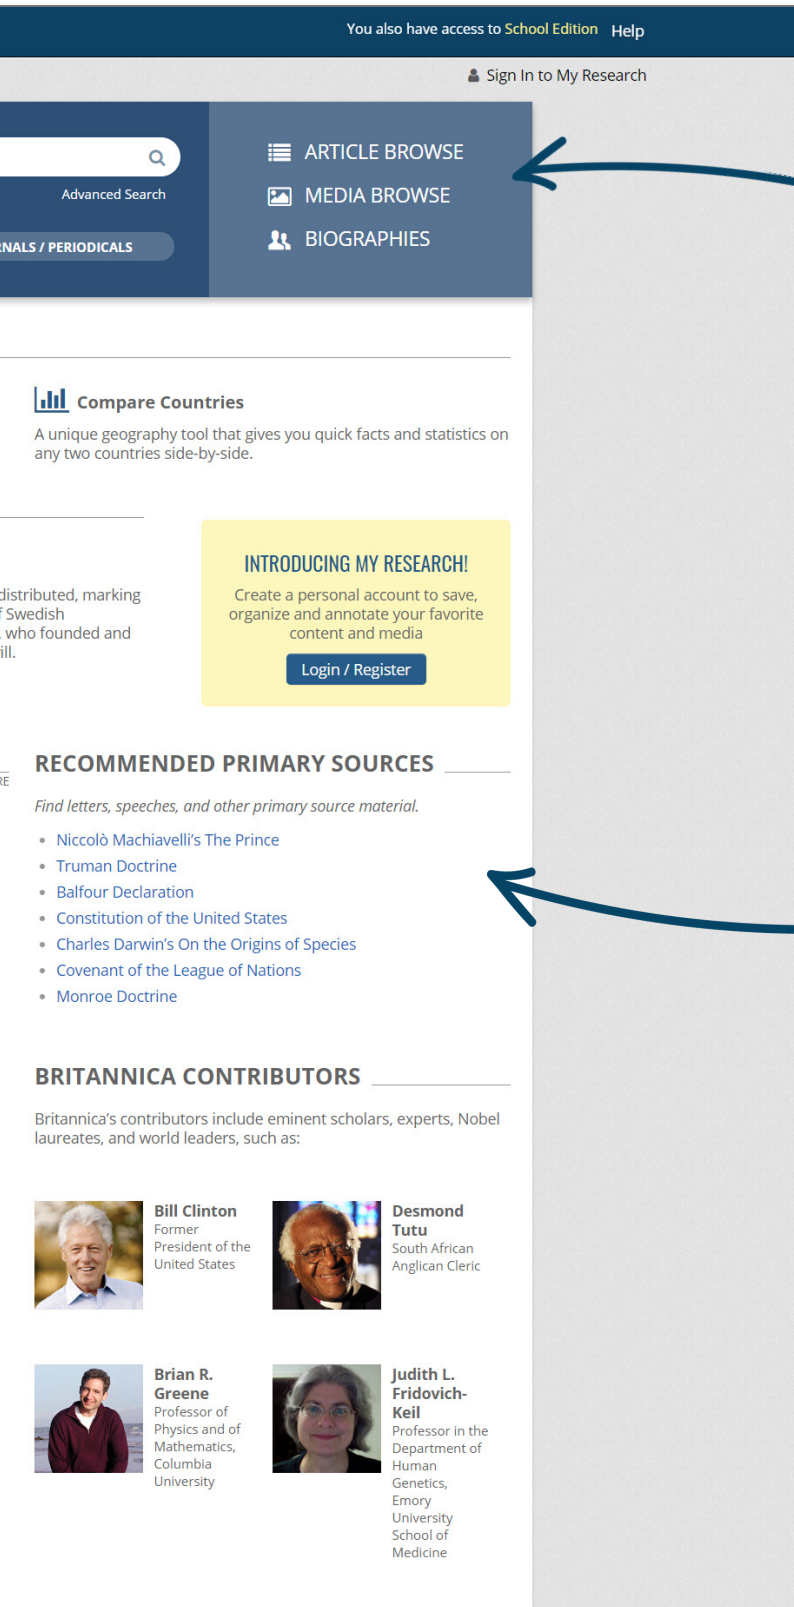 You also have access to School Edition Help
Sign In to My Research
ARTICLE BROWSE
MEDIA BROWSE
BIOGRAPHIES
Advanced Search
RNALS / PERIODICALS
Compare Countries
A unique geography tool that gives you quick facts and statistics on
any two countries side-by-side.
distributed, marking
f Swedish
, who founded and
ill.
INTRODUCING MY RESEARCH!
Create a personal account to save,
organize and annotate your favorite
content and media
Login / Register
RE
RECOMMENDED PRIMARY SOURCES
Find letters, speeches, and other primary source material.
Niccolò Machiavelli's The Prince
Truman Doctrine
Balfour Declaration
Constitution of the United States
Charles Darwin's On the Origins of Species
Covenant of the League of Nations
Monroe Doctrine
BRITANNICA CONTRIBUTORS
Britannica's contributors include eminent scholars, experts, Nobel
laureates, and world leaders, such as:
Bill Clinton
Former
President of the
United States
Desmond
Tutu
South African
Anglican Cleric
Brian R.
Greene
Professor of
Physics and of
Mathematics,
Columbia
University
Judith L.
Fridovich-
Keil
Professor in the
Department of
Human
Genetics,
Emory
University
School of
Medicine